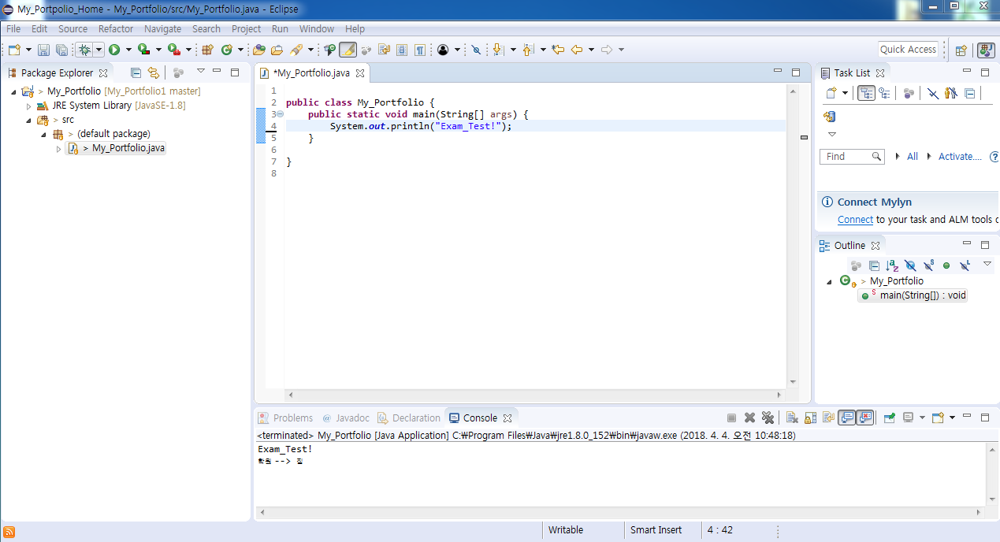 My_Portpolio_Home - My_Portfolio/src/My_Portfolio.java - Eclipse
File Edit Source Refactor Navigate Search Project Run Window Help
Quick Access
Package Explorer
My_Portfolio [My_Portfolio1 master]
JRE System Library [JavaSE-1.8]
src
(default package)
My_Portfolio.java
*My_Portfolio.java
1
2 public class My_Portfolio {
3 public static void main(String[] args) {
4 System.out.println("Exam_Test!");
5 }
6
7 }
8
Task List
Find All Activate...
Connect Mylyn
Connect to your task and ALM tools
Outline
My_Portfolio
main(String[]) : void
Problems @ Javadoc Declaration Console
<terminated> My_Portfolio [Java Application] C:₩Program Files₩Java₩jre1.8.0_152₩bin₩javaw.exe (2018. 4. 4. 오전 10:48:18)
Exam_Test!
학원 --> 집
Writable Smart Insert 4 : 42